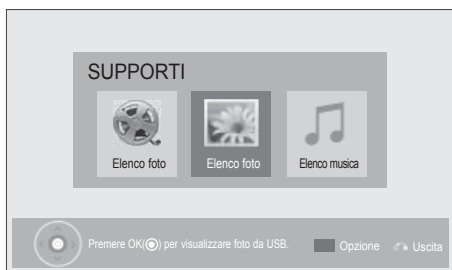 SUPPORTI
Elenco foto
Elenco foto
Elenco musica
Premere OK(◉) per visualizzare foto da USB.
Opzione
Uscita